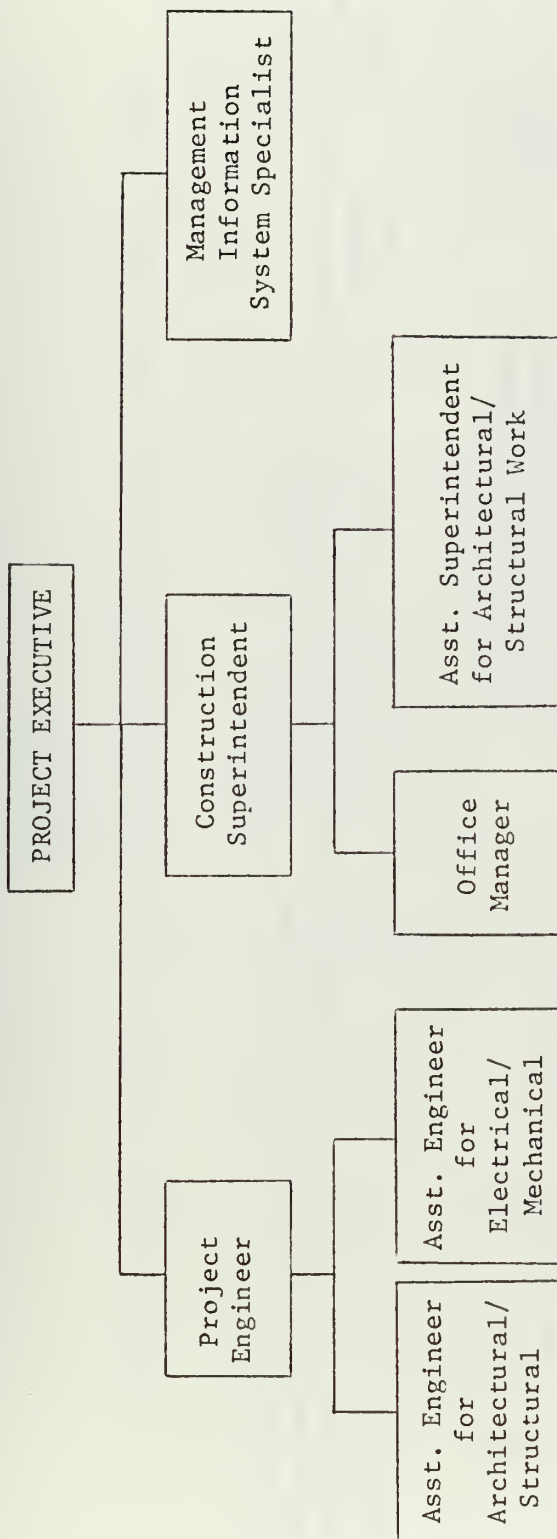 PROJECT EXECUTIVE
Project
Engineer
Construction
Superintendent
Management
Information
System Specialist
Asst. Engineer
for
Architectural/
Structural
Asst. Engineer
for
Electrical/
Mechanical
Office
Manager
Asst. Superintendent
for Architectural/
Structural Work